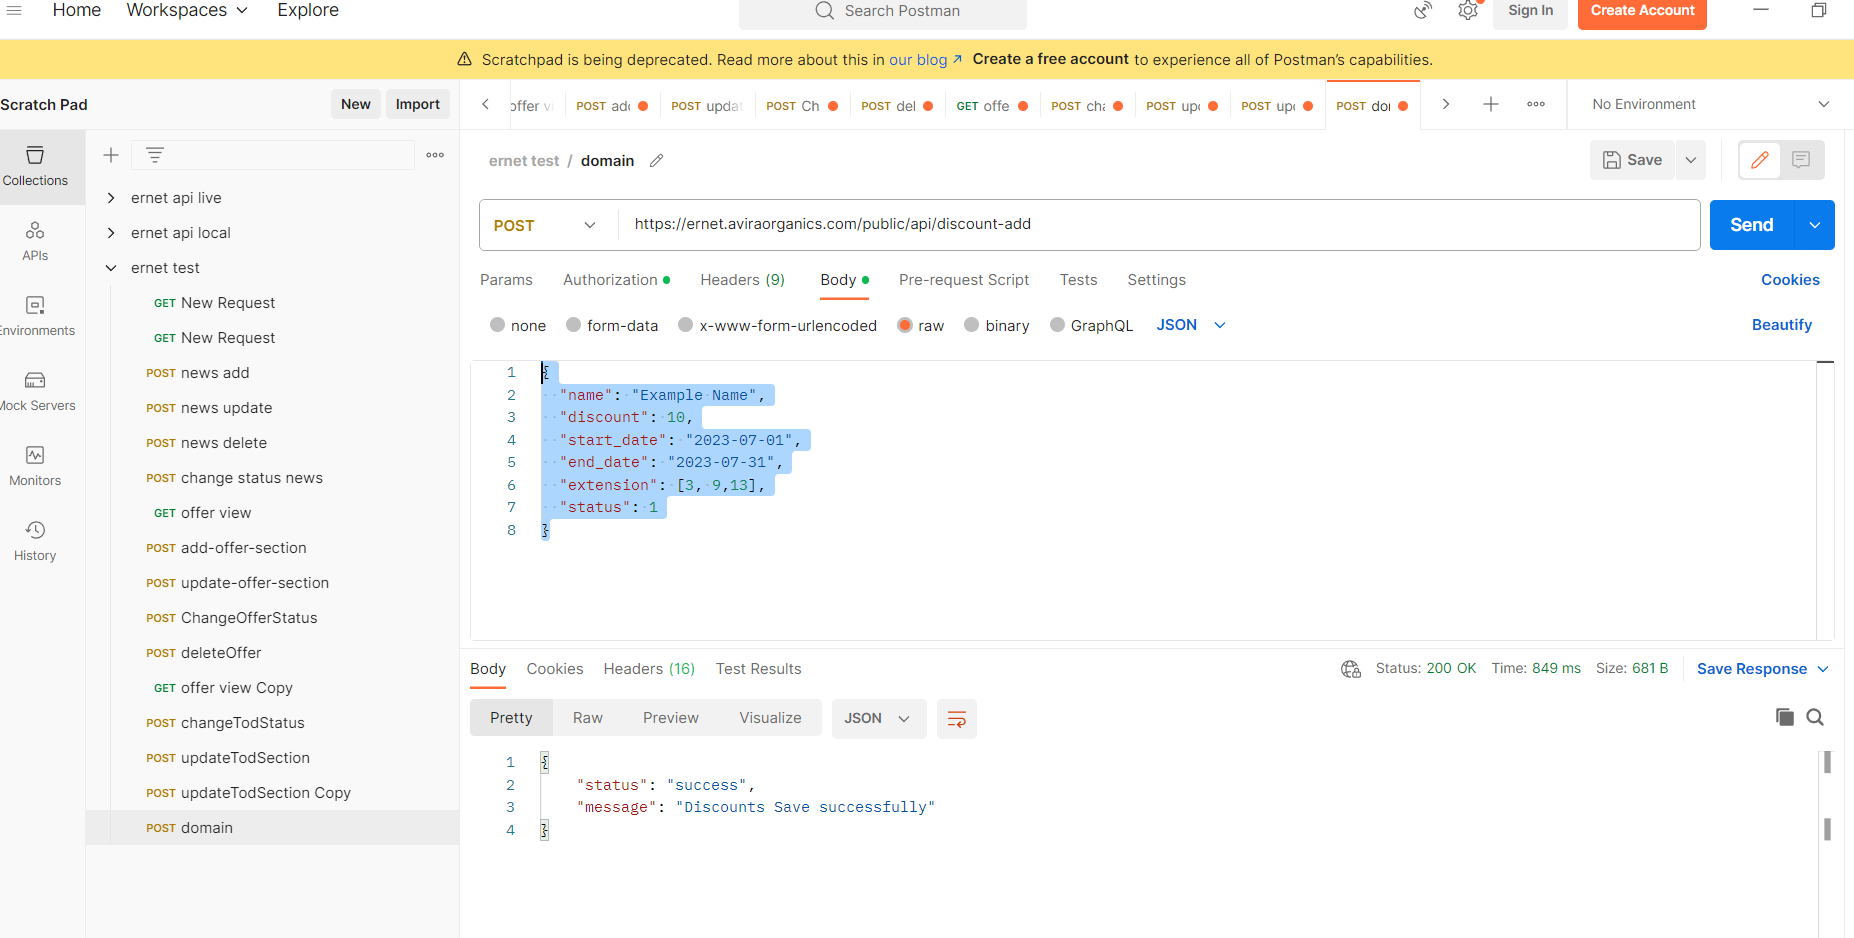 Home Workspaces Explore Search Postman Sign In Create Account
Scratchpad is being deprecated. Read more about this in our blog ↗ Create a free account to experience all of Postman's capabilities.
Scratch Pad New Import
offer POST POST POST Ch POST del GET offe POST POST POST POST No Environment
Collections
APIs
Environments
Mock Servers
Monitors
History
ernet api live
ernet api local
ernet test
GET New Request
GET New Request
POST news add
POST news update
POST news delete
POST change status news
GET offer view
POST add-offer-section
POST update-offer-section
POST ChangeOfferStatus
POST deleteOffer
GET offer view Copy
POST changeTodStatus
POST updateTodSection
POST updateTodSection Copy
POST domain
ernet test / domain Save
POST https://ernet.aviraorganics.com/public/api/discount-add Send
Params Authorization Headers (9) Body Pre-request Script Tests Settings Cookies
none form-data x-www-form-urlencoded raw binary GraphQL JSON Beautify
1 {
2 "name": "Example Name",
3 "discount": 10,
4 "start_date": "2023-07-01",
5 "end_date": "2023-07-31",
6 "extension": [3, 9,13],
7 "status": 1
8 }
Body Cookies Headers (16) Test Results Status: 200 OK Time: 849 ms Size: 681 B Save Response
Pretty Raw Preview Visualize JSON
1 {
2 "status": "success",
3 "message": "Discounts Save successfully"
4 }